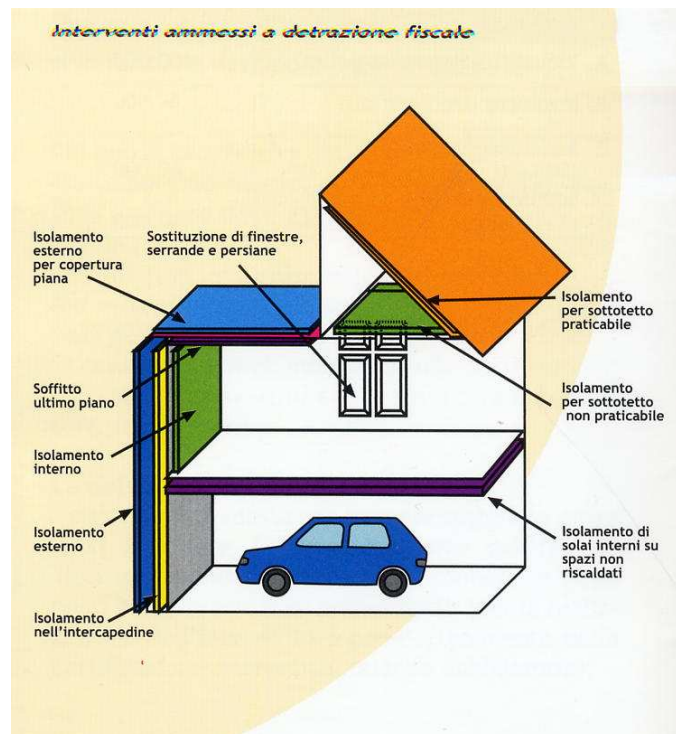 Interventi ammessi a detrazione fiscale
Isolamento
esterno
per copertura
piana
Sostituzione di finestre,
serrande e persiane
Isolamento
per sottotetto
praticabile
Soffitto
ultimo piano
Isolamento
per sottotetto
non praticabile
Isolamento
interno
Isolamento
esterno
Isolamento di
solai interni su
spazi non
riscaldati
Isolamento
nell'intercapedine